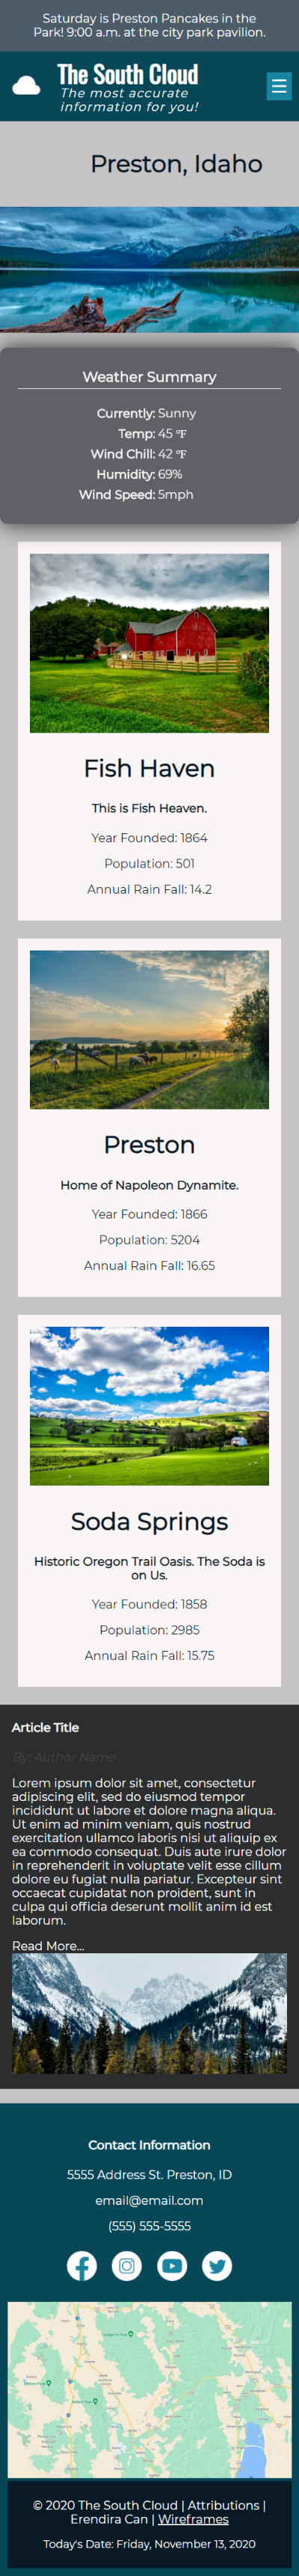 Saturday is Preston Pancakes in the
Park! 9:00 a.m. at the city park pavilion.
The South Cloud
The most accurate
information for you!
Preston, Idaho
Weather Summary
Currently: Sunny
Temp: 45 °F
Wind Chill: 42 °F
Humidity: 69%
Wind Speed: 5mph
Fish Haven
This is Fish Heaven.
Year Founded: 1864
Population: 501
Annual Rain Fall: 14.2
Preston
Home of Napoleon Dynamite.
Year Founded: 1866
Population: 5204
Annual Rain Fall: 16.65
Soda Springs
Historic Oregon Trail Oasis. The Soda is
on Us.
Year Founded: 1858
Population: 2985
Annual Rain Fall: 15.75
Article Title
By: Author Name
Lorem ipsum dolor sit amet, consectetur
adipiscing elit, sed do eiusmod tempor
incididunt ut labore et dolore magna aliqua.
Ut enim ad minim veniam, quis nostrud
exercitation ullamco laboris nisi ut aliquip ex
ea commodo consequat. Duis aute irure dolor
in reprehenderit in voluptate velit esse cillum
dolore eu fugiat nulla pariatur. Excepteur sint
occaecat cupidatat non proident, sunt in
culpa qui officia deserunt mollit anim id est
laborum.
Read More...
Contact Information
5555 Address St. Preston, ID
email@email.com
(555) 555-5555
© 2020 The South Cloud | Attributions |
Erendira Can | Wireframes
Today's Date: Friday, November 13, 2020